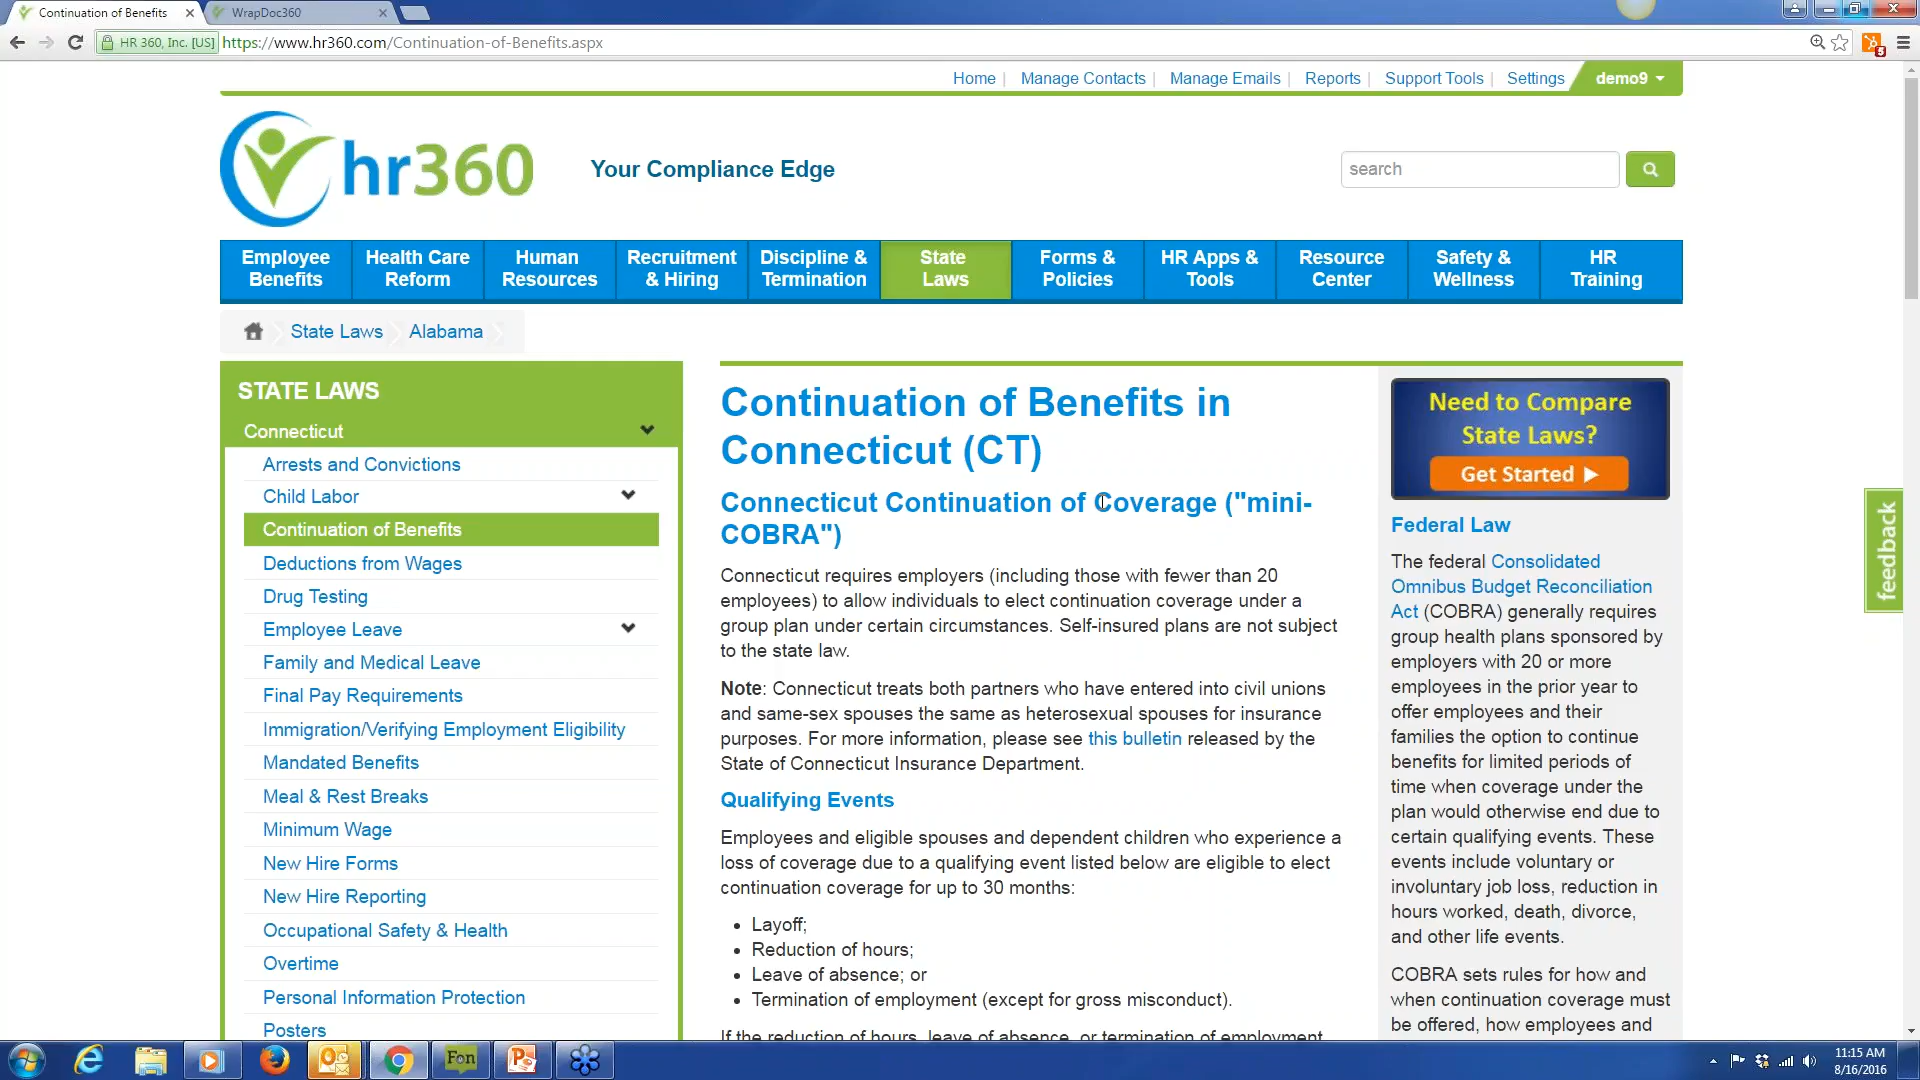 Continuation of Benefits
WrapDoc360
HR 360, Inc. [US]
https://www.hr360.com/Continuation-of-Benefits.aspx
Home | Manage Contacts | Manage Emails | Reports | Support Tools | Settings
demo9
hr360
Your Compliance Edge
search
Employee Benefits
Health Care Reform
Human Resources
Recruitment & Hiring
Discipline & Termination
State Laws
Forms & Policies
HR Apps & Tools
Resource Center
Safety & Wellness
HR Training
State Laws
Alabama
STATE LAWS
Connecticut
Arrests and Convictions
Child Labor
Continuation of Benefits
Deductions from Wages
Drug Testing
Employee Leave
Family and Medical Leave
Final Pay Requirements
Immigration/Verifying Employment Eligibility
Mandated Benefits
Meal & Rest Breaks
Minimum Wage
New Hire Forms
New Hire Reporting
Occupational Safety & Health
Overtime
Personal Information Protection
Posters
Continuation of Benefits in
Connecticut (CT)
Connecticut Continuation of Coverage ("mini-
COBRA")
Connecticut requires employers (including those with fewer than 20
employees) to allow individuals to elect continuation coverage under a
group plan under certain circumstances. Self-insured plans are not subject
to the state law.
Note: Connecticut treats both partners who have entered into civil unions
and same-sex spouses the same as heterosexual spouses for insurance
purposes. For more information, please see this bulletin released by the
State of Connecticut Insurance Department.
Qualifying Events
Employees and eligible spouses and dependent children who experience a
loss of coverage due to a qualifying event listed below are eligible to elect
continuation coverage for up to 30 months:
• Layoff;
• Reduction of hours;
• Leave of absence; or
• Termination of employment (except for gross misconduct).
If the reduction of hours, leave of absence, or termination of employment
Need to Compare
State Laws?
Get Started
Federal Law
The federal Consolidated
Omnibus Budget Reconciliation
Act (COBRA) generally requires
group health plans sponsored by
employers with 20 or more
employees in the prior year to
offer employees and their
families the option to continue
benefits for limited periods of
time when coverage under the
plan would otherwise end due to
certain qualifying events. These
events include voluntary or
involuntary job loss, reduction in
hours worked, death, divorce,
and other life events.
COBRA sets rules for how and
when continuation coverage must
be offered, how employees and
feedback
Fon
11:15 AM
8/16/2016